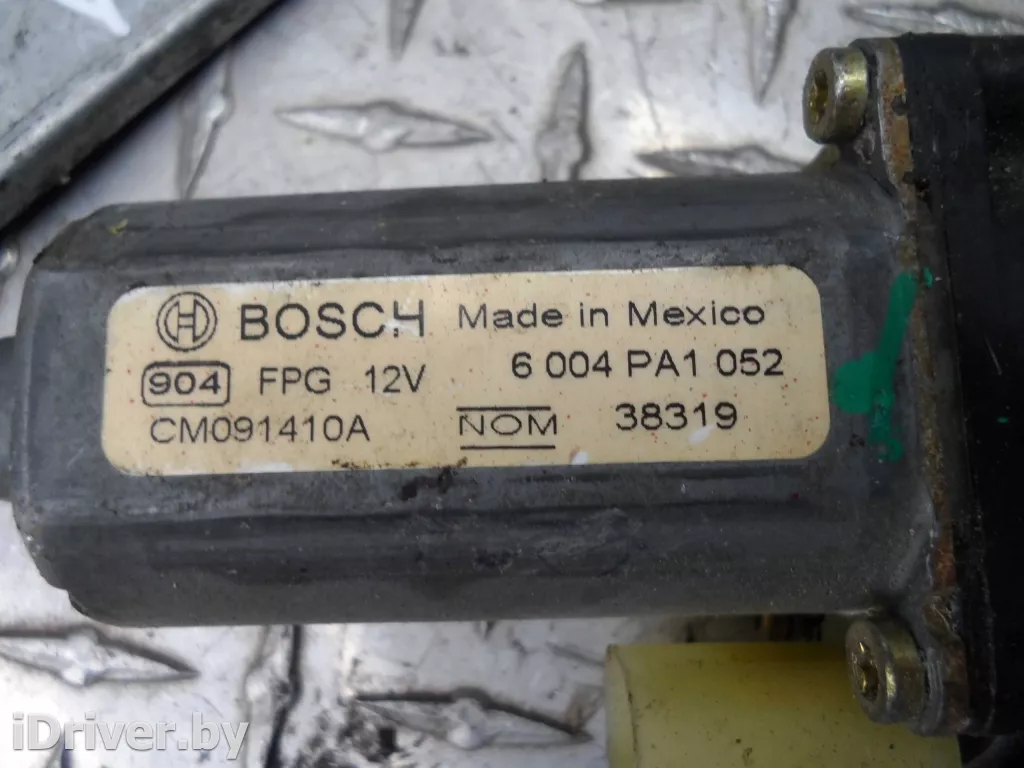 BOSCH Made in Mexico
904 FPG 12V 6 004 PA1 052
CM091410A NOM 38319
iDriver.by